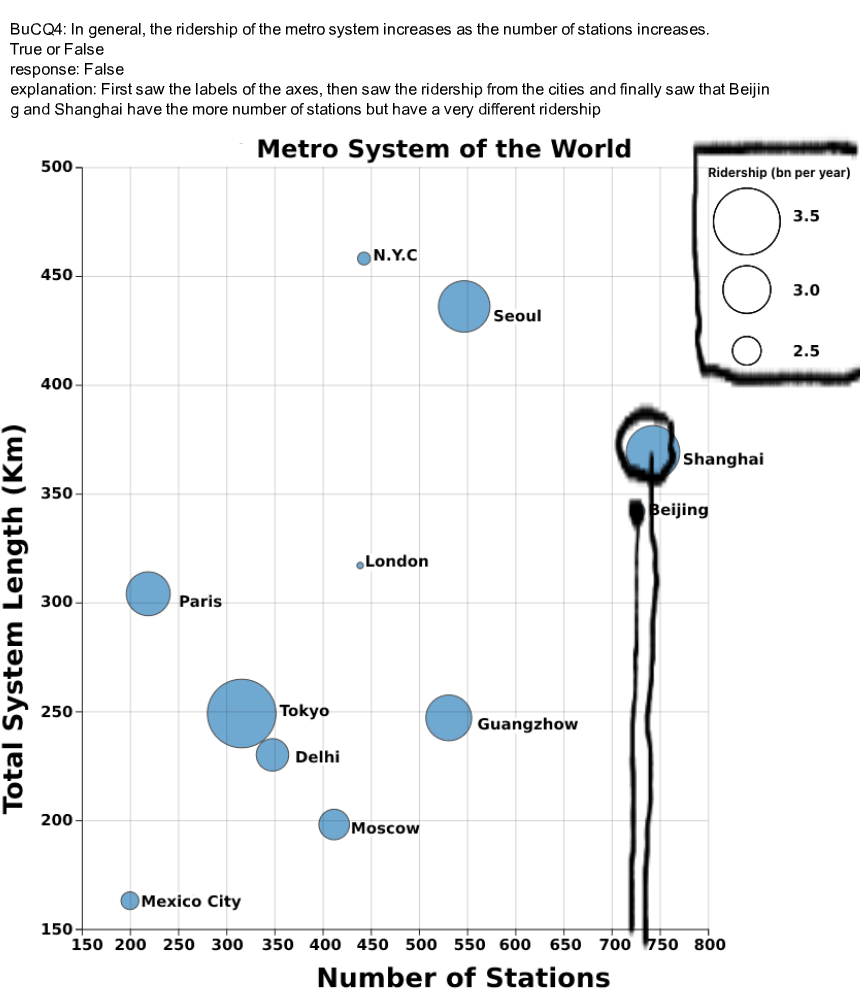 BuCQ4: In general, the ridership of the metro system increases as the number of stations increases.
True or False
response: False
explanation: First saw the labels of the axes, then saw the ridership from the cities and finally saw that Beijin
g and Shanghai have the more number of stations but have a very different ridership
Metro System of the World
Ridership (bn per year)
3.5
3.0
2.5
Total System Length (Km)
500
450
400
350
300
250
200
150
N.Y.C
Seoul
Shanghai
Beijing
London
Paris
Tokyo
Guangzhow
Delhi
Moscow
Mexico City
150 200 250 300 350 400 450 500 550 600 650 700 750 800
Number of Stations